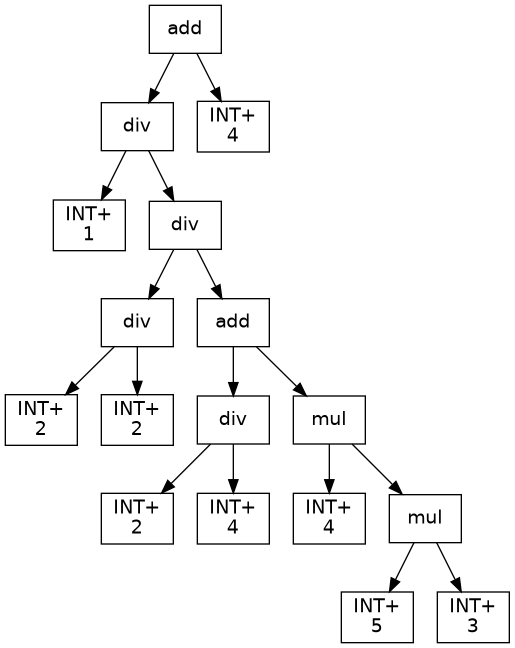 add
div
INT+
4
INT+
1
div
div
add
INT+
2
INT+
2
div
mul
INT+
2
INT+
4
INT+
4
mul
INT+
5
INT+
3